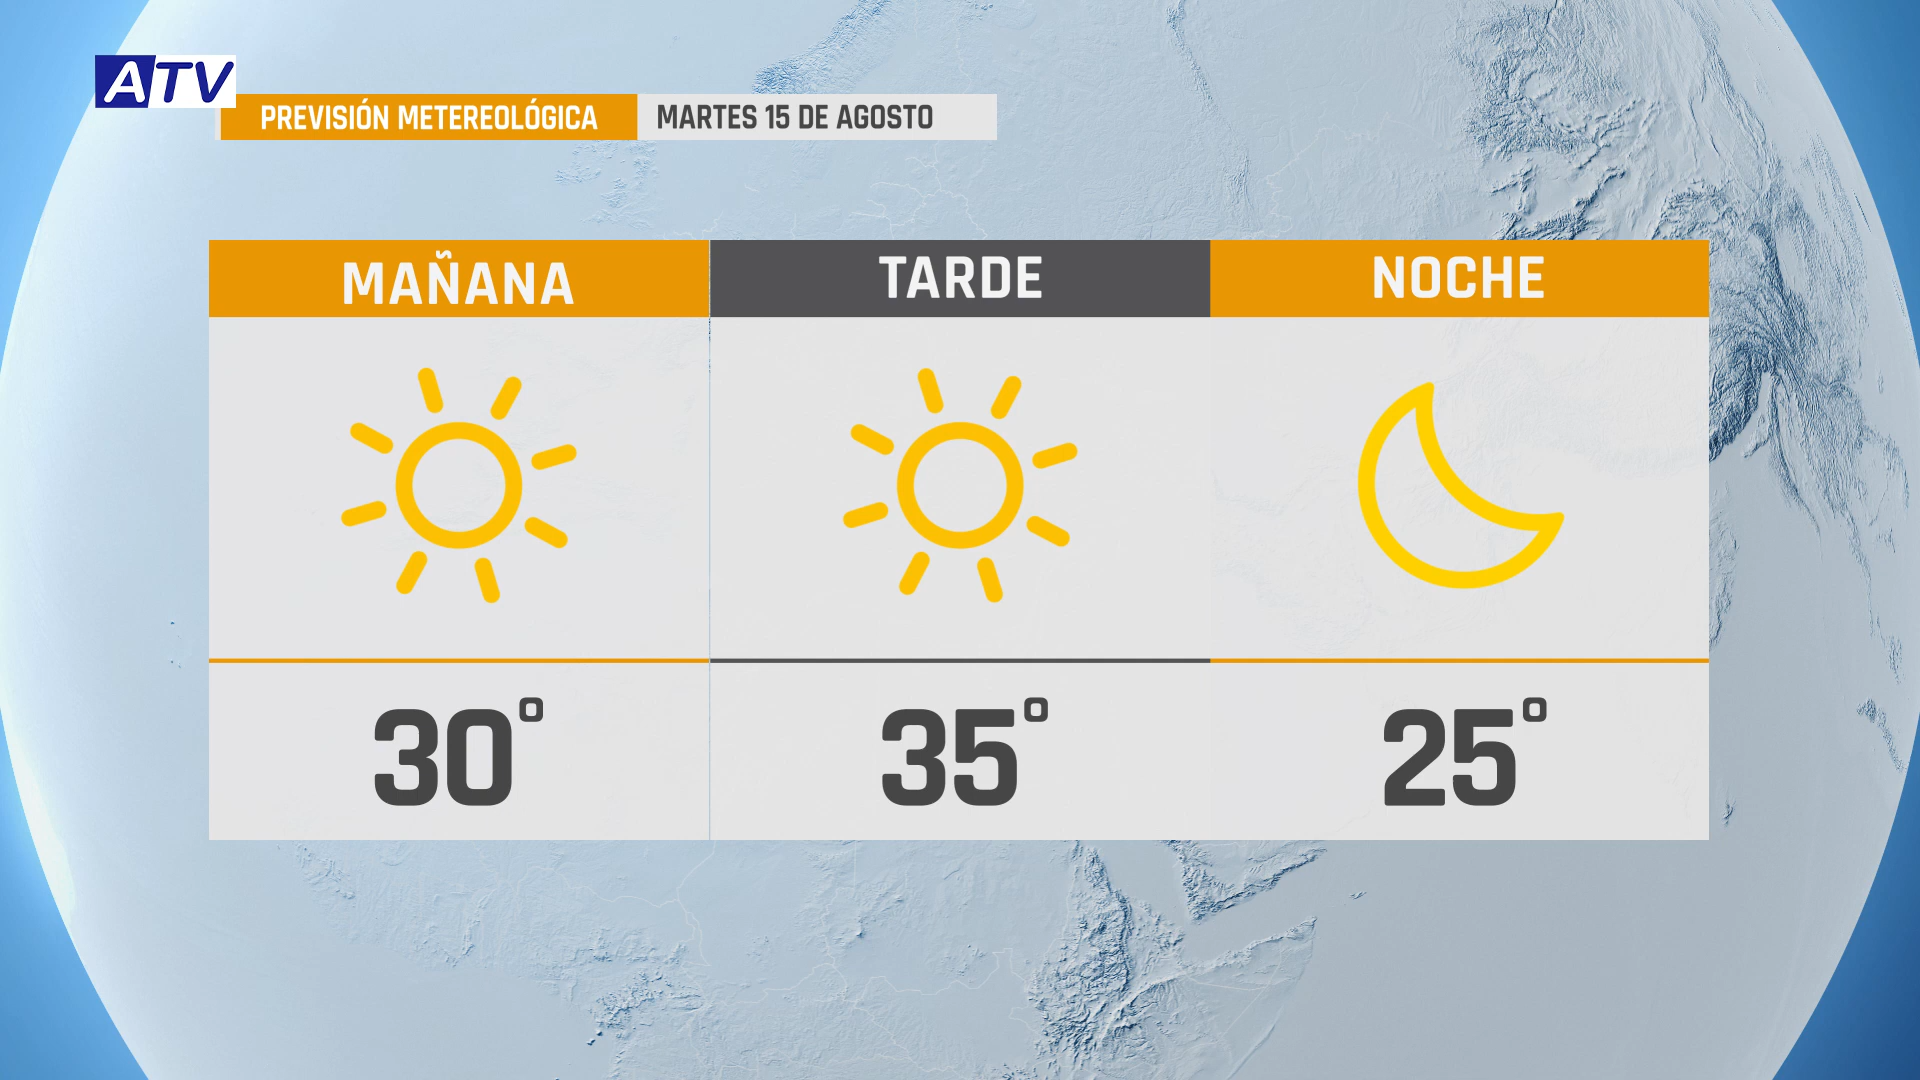 ATV
PREVISIÓN METEREOLÓGICA
MARTES 15 DE AGOSTO
MAÑANA
TARDE
NOCHE
30°
35°
25°